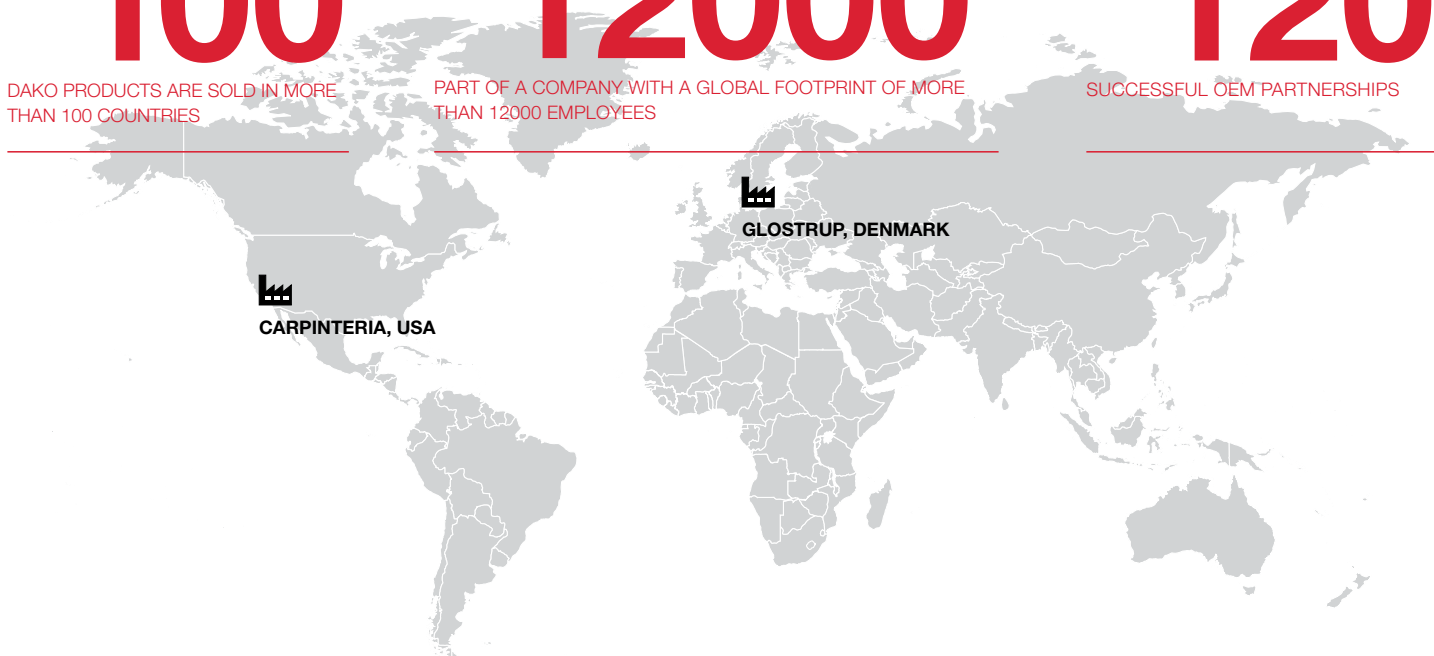 100
DAKO PRODUCTS ARE SOLD IN MORE
THAN 100 COUNTRIES
12000
PART OF A COMPANY WITH A GLOBAL FOOTPRINT OF MORE
THAN 12000 EMPLOYEES
120
SUCCESSFUL OEM PARTNERSHIPS
GLOSTRUP, DENMARK
CARPINTERIA, USA